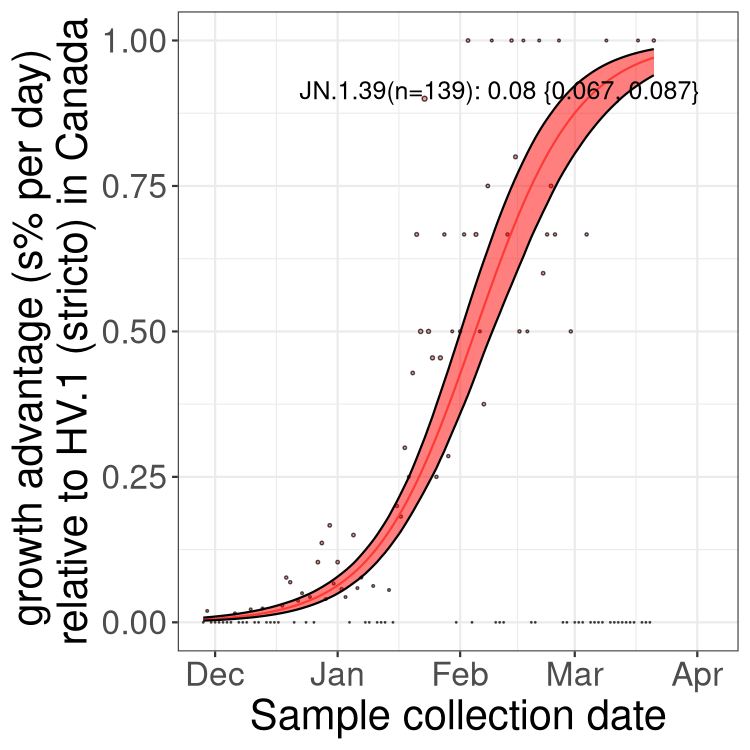 growth advantage (s% per day)
relative to HV.1 (stricto) in Canada
1.00
0.75
0.50
0.25
0.00
JN.1.39(n=139): 0.08 {0.067, 0.087}
Dec Jan Feb Mar Apr
Sample collection date